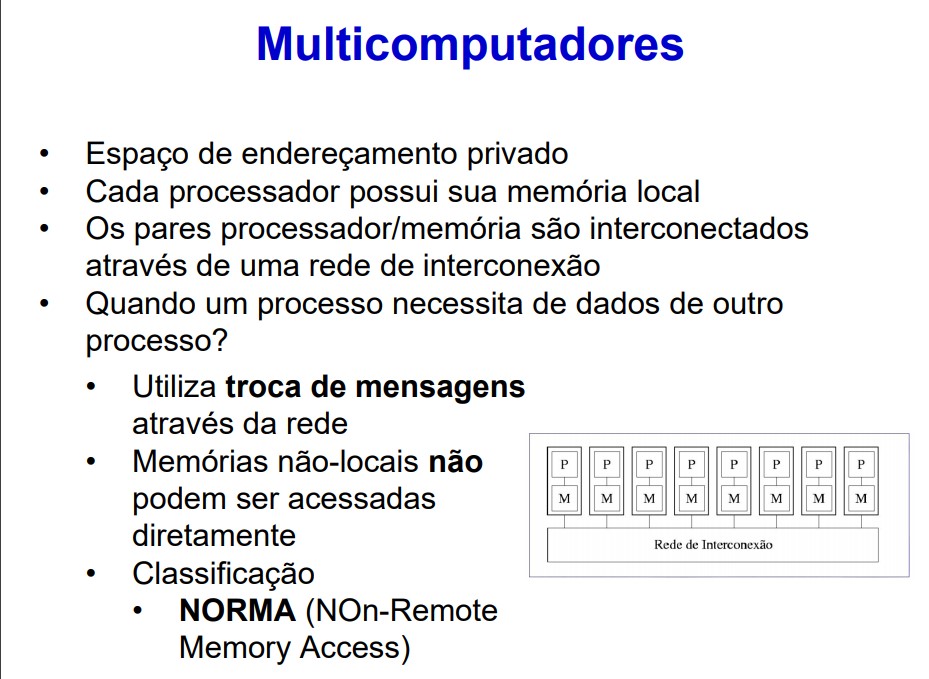 Multicomputadores
• Espaço de endereçamento privado
• Cada processador possui sua memória local
• Os pares processador/memória são interconectados
através de uma rede de interconexão
• Quando um processo necessita de dados de outro
processo?
• Utiliza troca de mensagens
através da rede
• Memórias não-locais não
podem ser acessadas
diretamente
• Classificação
• NORMA (NOn-Remote
Memory Access)
P P P P P P P P
M M M M M M M M
Rede de Interconexão